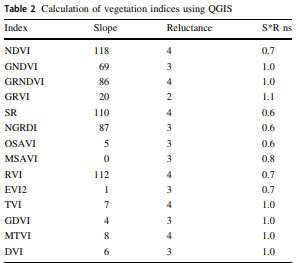 Table 2 Calculation of vegetation indices using QGIS
Index Slope Reluctance S*R ns
NDVI 118 4 0.7
GNDVI 69 3 1.0
GRNDVI 86 4 1.0
GRVI 20 2 1.1
SR 110 4 0.6
NGRDI 87 3 0.6
OSAVI 5 3 0.6
MSAVI 0 3 0.8
RVI 112 4 0.7
EVI2 1 3 0.7
TVI 7 4 1.0
GDVI 4 3 1.0
MTVI 8 4 1.0
DVI 6 3 1.0